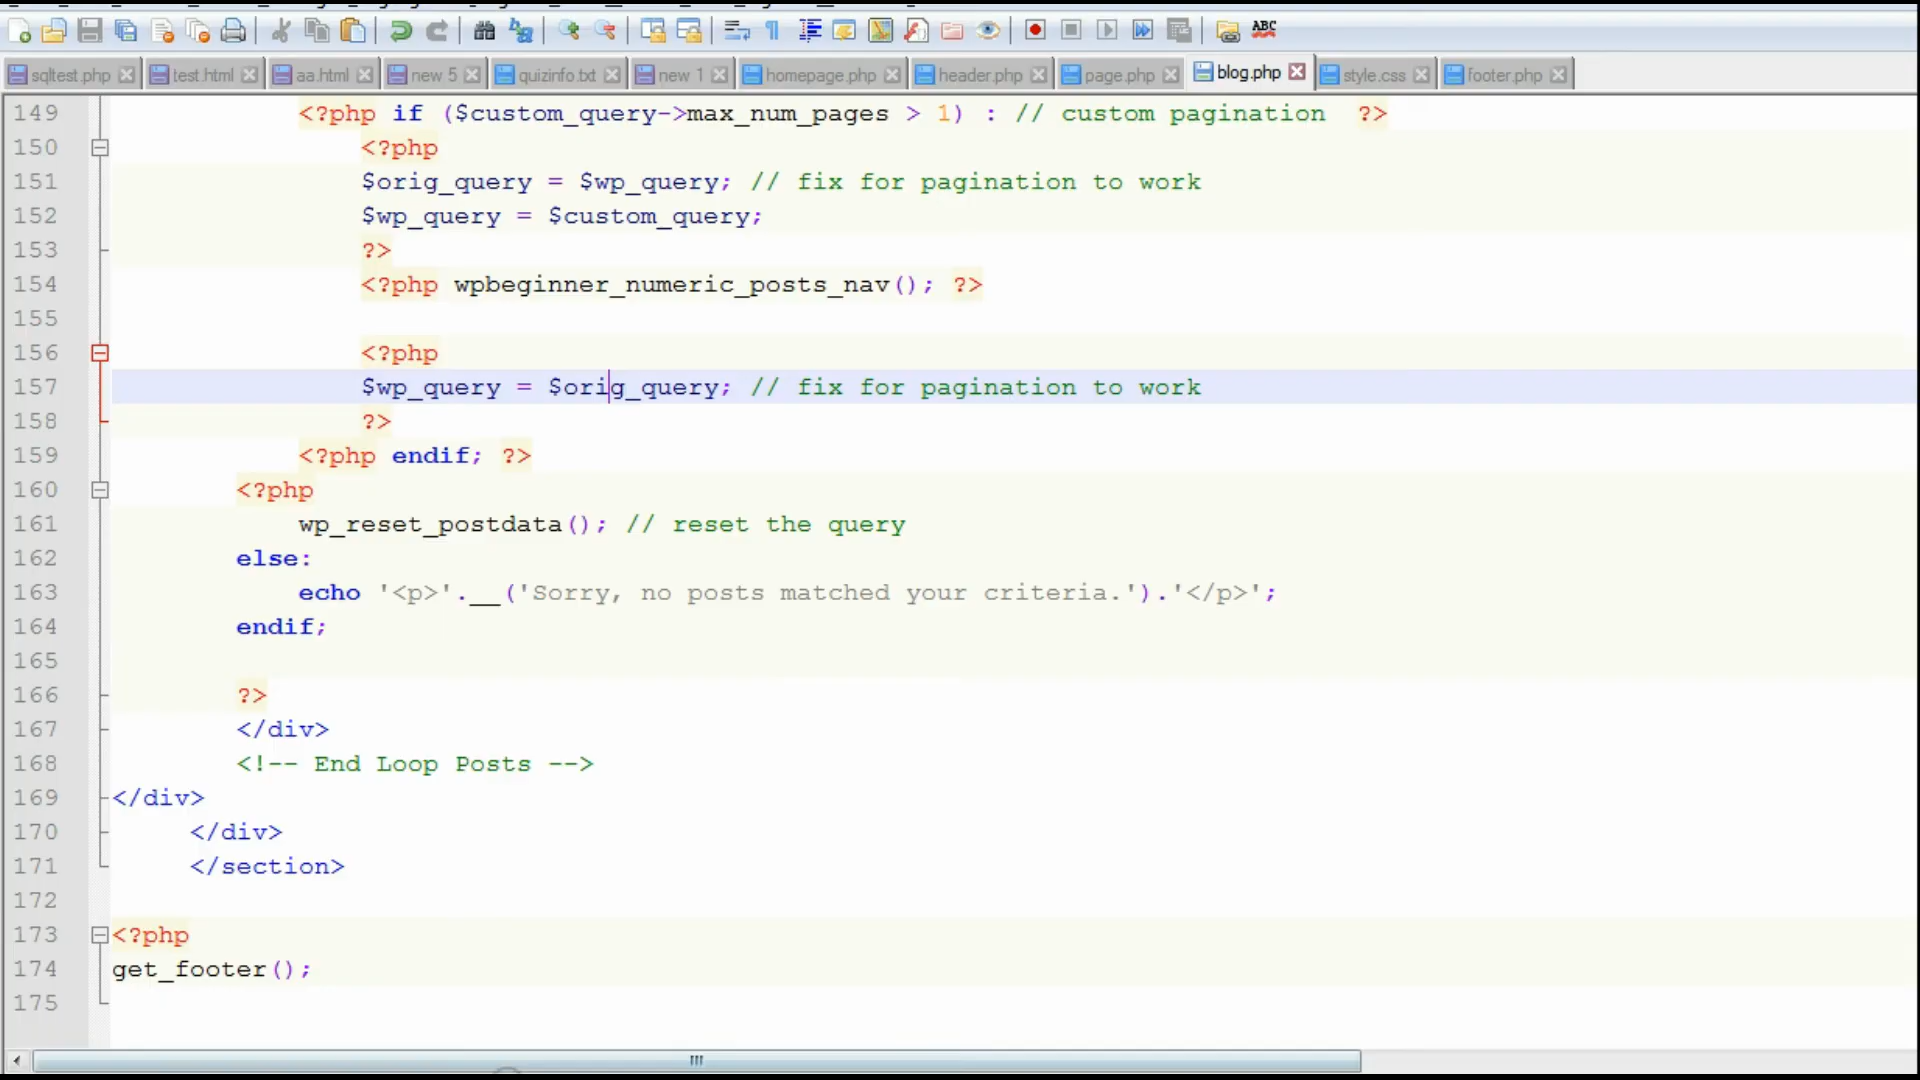 ABC
sqltest.php test.html aa.html new 5 quizinfo.txt new 1 homepage.php header.php page.php blog.php style.css footer.php
149 <?php if ($custom_query->max_num_pages > 1) : // custom pagination ?>
150 <?php
151 $orig_query = $wp_query; // fix for pagination to work
152 $wp_query = $custom_query;
153 ?>
154 <?php wpbeginner_numeric_posts_nav(); ?>
155
156 <?php
157 $wp_query = $orig_query; // fix for pagination to work
158 ?>
159 <?php endif; ?>
160 <?php
161 wp_reset_postdata(); // reset the query
162 else:
163 echo '<p>'.__('Sorry, no posts matched your criteria.').'</p>';
164 endif;
165
166 ?>
167 </div>
168 <!-- End Loop Posts -->
169 </div>
170 </div>
171 </section>
172
173 <?php
174 get_footer();
175